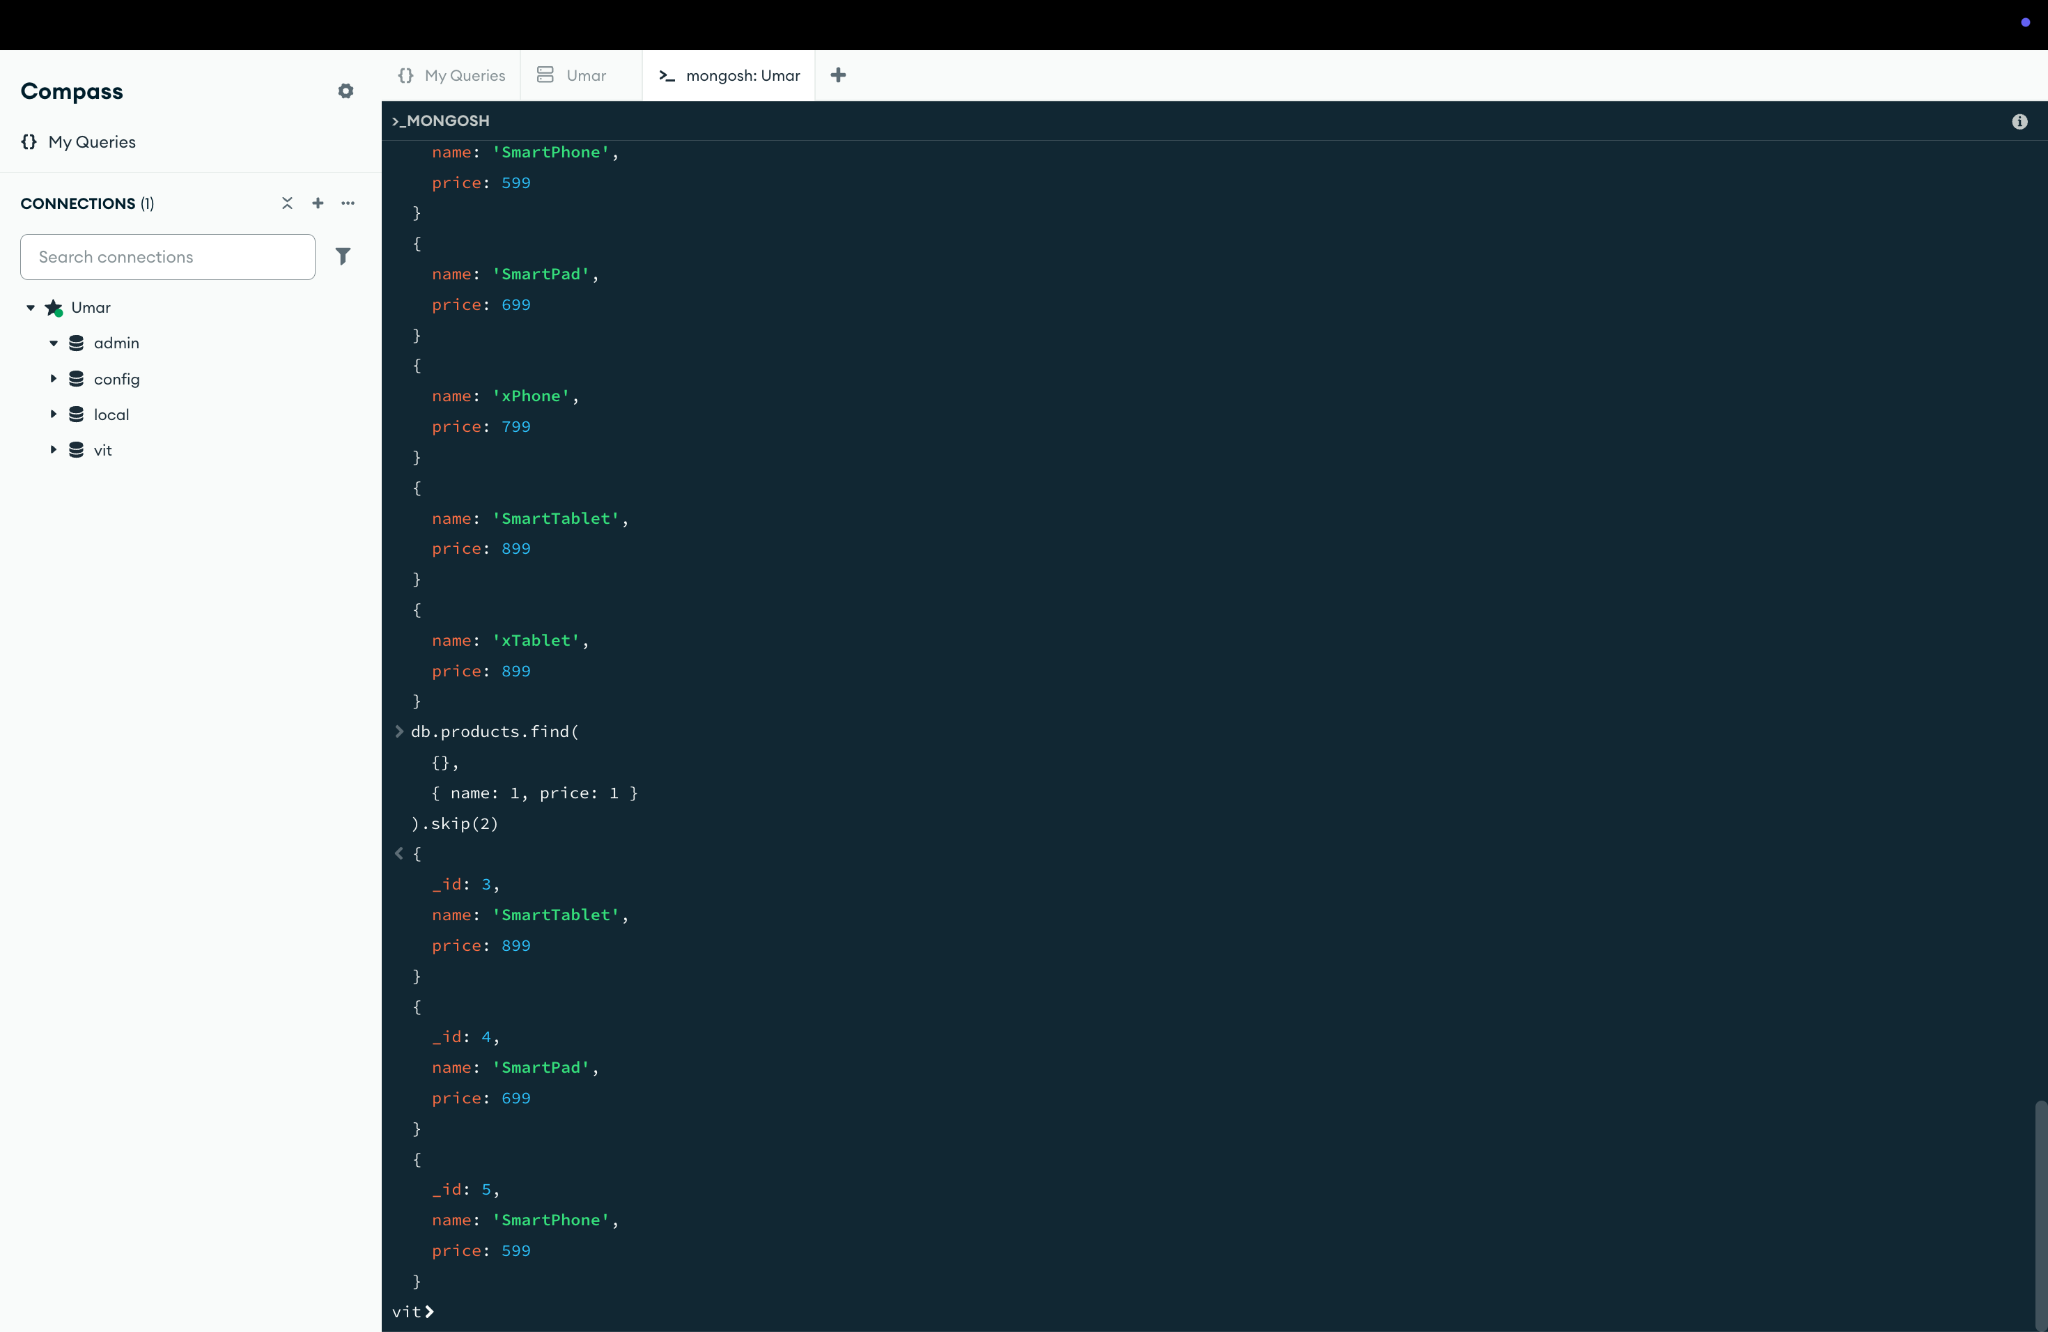 Compass
My Queries
CONNECTIONS (1)
Search connections
Umar
admin
config
local
vit
{} My Queries
Umar
>_ mongosh: Umar
>_MONGOSH
name: 'SmartPhone',
price: 599
}
{
name: 'SmartPad',
price: 699
}
{
name: 'xPhone',
price: 799
}
{
name: 'SmartTablet',
price: 899
}
{
name: 'xTablet',
price: 899
}
> db.products.find(
{},
{ name: 1, price: 1 }
).skip(2)
< {
_id: 3,
name: 'SmartTablet',
price: 899
}
{
_id: 4,
name: 'SmartPad',
price: 699
}
{
_id: 5,
name: 'SmartPhone',
price: 599
}
vit>